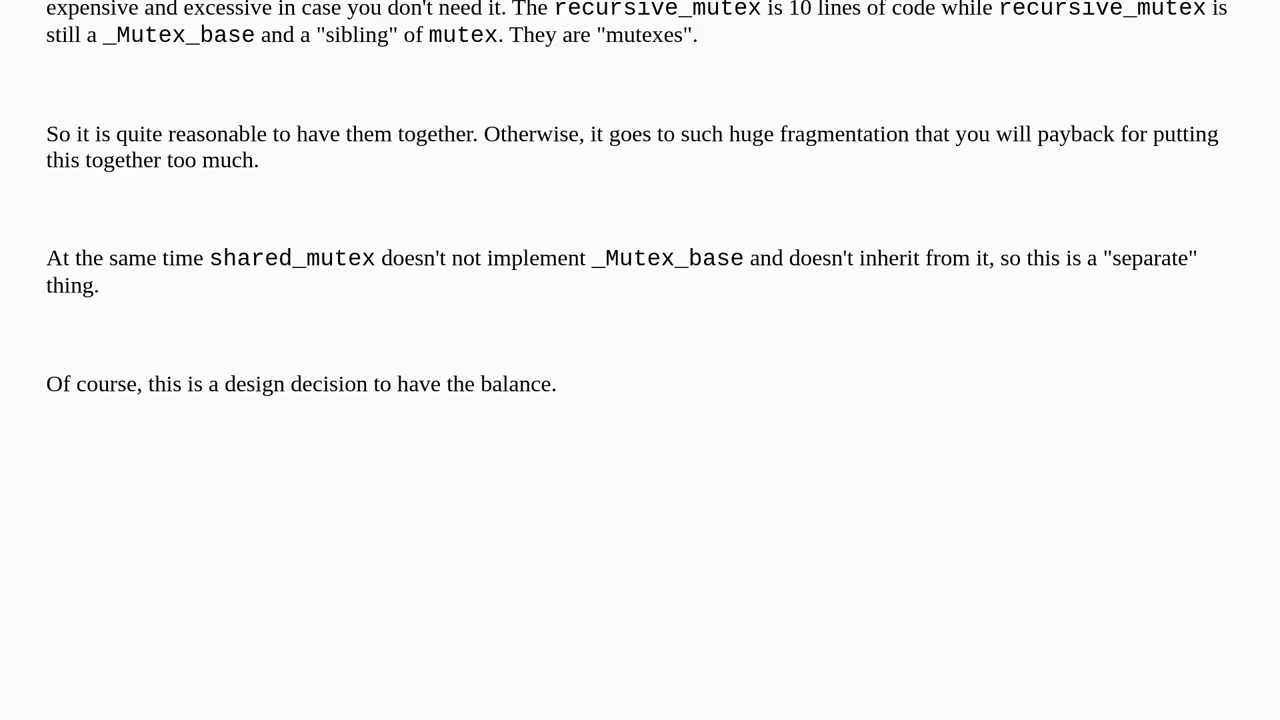 expensive and excessive in case you don't need it. The recursive_mutex is 10 lines of code while recursive_mutex is
still a _Mutex_base and a "sibling" of mutex. They are "mutexes".
So it is quite reasonable to have them together. Otherwise, it goes to such huge fragmentation that you will payback for putting
this together too much.
At the same time shared_mutex doesn't not implement _Mutex_base and doesn't inherit from it, so this is a "separate"
thing.
Of course, this is a design decision to have the balance.